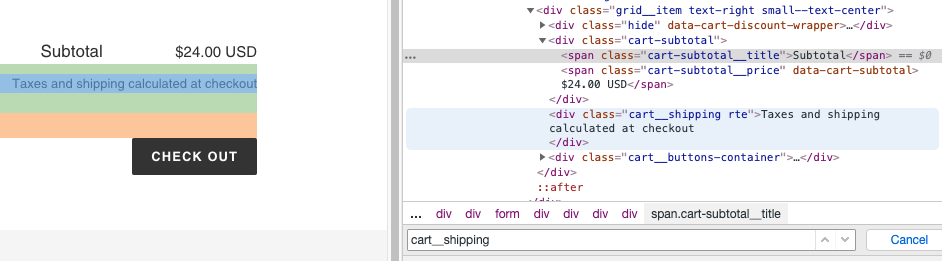 Subtotal $24.00 USD
Taxes and shipping calculated at checkout
CHECK OUT
▼<div class="grid__item text-right small--text-center">
▶<div class="hide" data-cart-discount-wrapper>…</div>
▼<div class="cart-subtotal">
… <span class="cart-subtotal__title">Subtotal</span> == $0
<span class="cart-subtotal__price" data-cart-subtotal>
$24.00 USD</span>
</div>
<div class="cart__shipping rte">Taxes and shipping
calculated at checkout
</div>
▶<div class="cart__buttons-container">…</div>
</div>
::after
</div>
… div div form div div div div span.cart-subtotal__title
cart__shipping Cancel